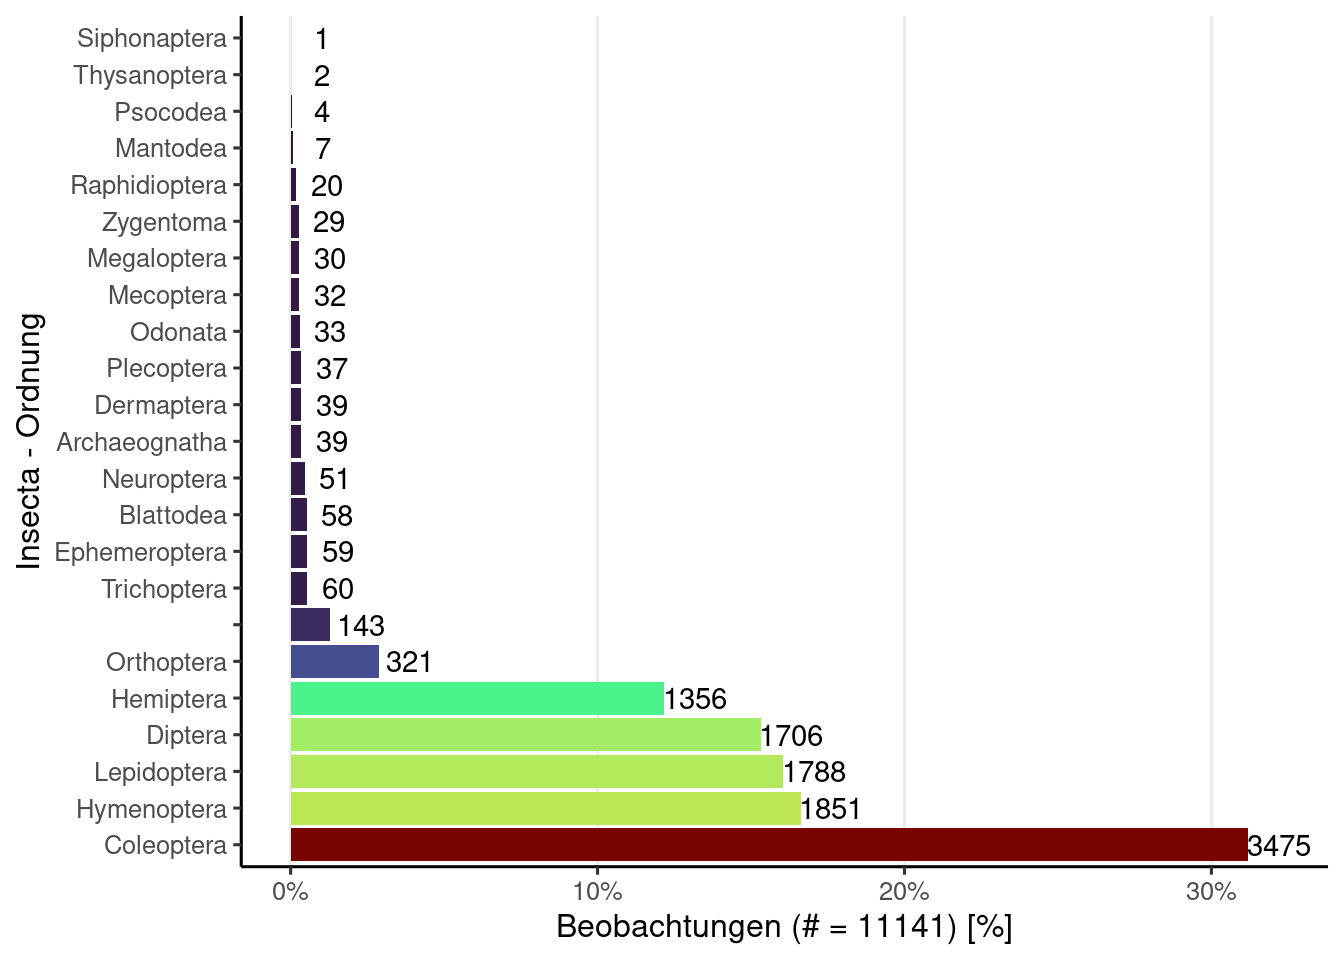 Insecta - Ordnung
Siphonaptera 1
Thysanoptera 2
Psocodea 4
Mantodea 7
Raphidioptera 20
Zygentoma 29
Megaloptera 30
Mecoptera 32
Odonata 33
Plecoptera 37
Dermaptera 39
Archaeognatha 39
Neuroptera 51
Blattodea 58
Ephemeroptera 59
Trichoptera 60
143
Orthoptera 321
Hemiptera 1356
Diptera 1706
Lepidoptera 1788
Hymenoptera 1851
Coleoptera 3475
0% 10% 20% 30%
Beobachtungen (# = 11141) [%]